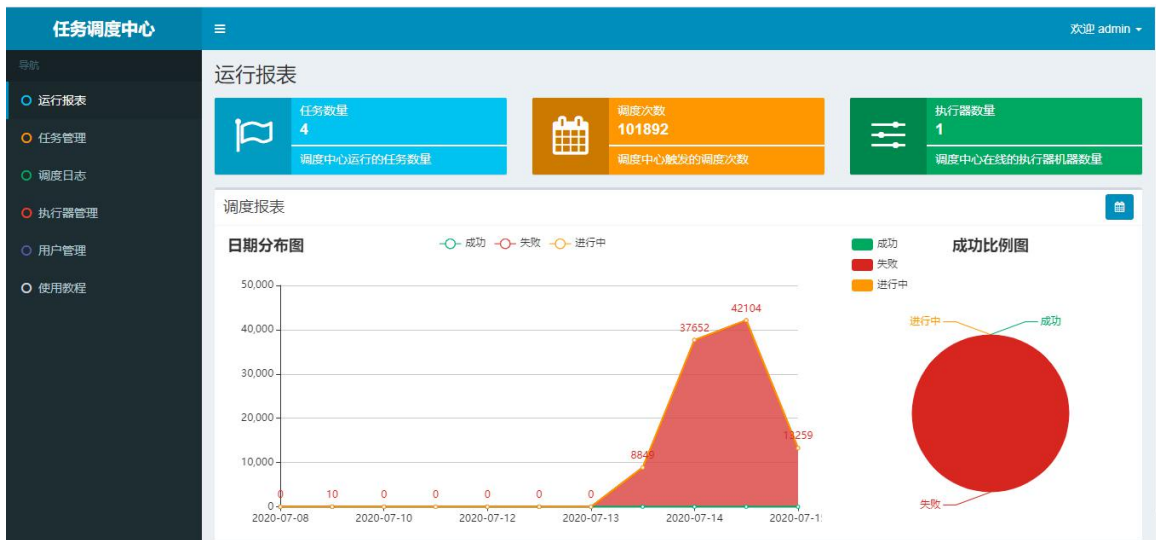 任务调度中心
欢迎 admin
导航
运行报表
任务管理
调度日志
执行器管理
用户管理
使用教程
运行报表
任务数量
4
调度中心运行的任务数量
调度次数
101892
调度中心触发的调度次数
执行器数量
1
调度中心在线的执行器机器数量
调度报表
日期分布图
成功 失败 进行中
50,000
40,000
30,000
20,000
10,000
0
0 10 0 0 0 0 0 8849 37652 42104 13259
2020-07-08 2020-07-10 2020-07-12 2020-07-13 2020-07-14 2020-07-1
成功比例图
成功
失败
进行中
进行中
成功
失败